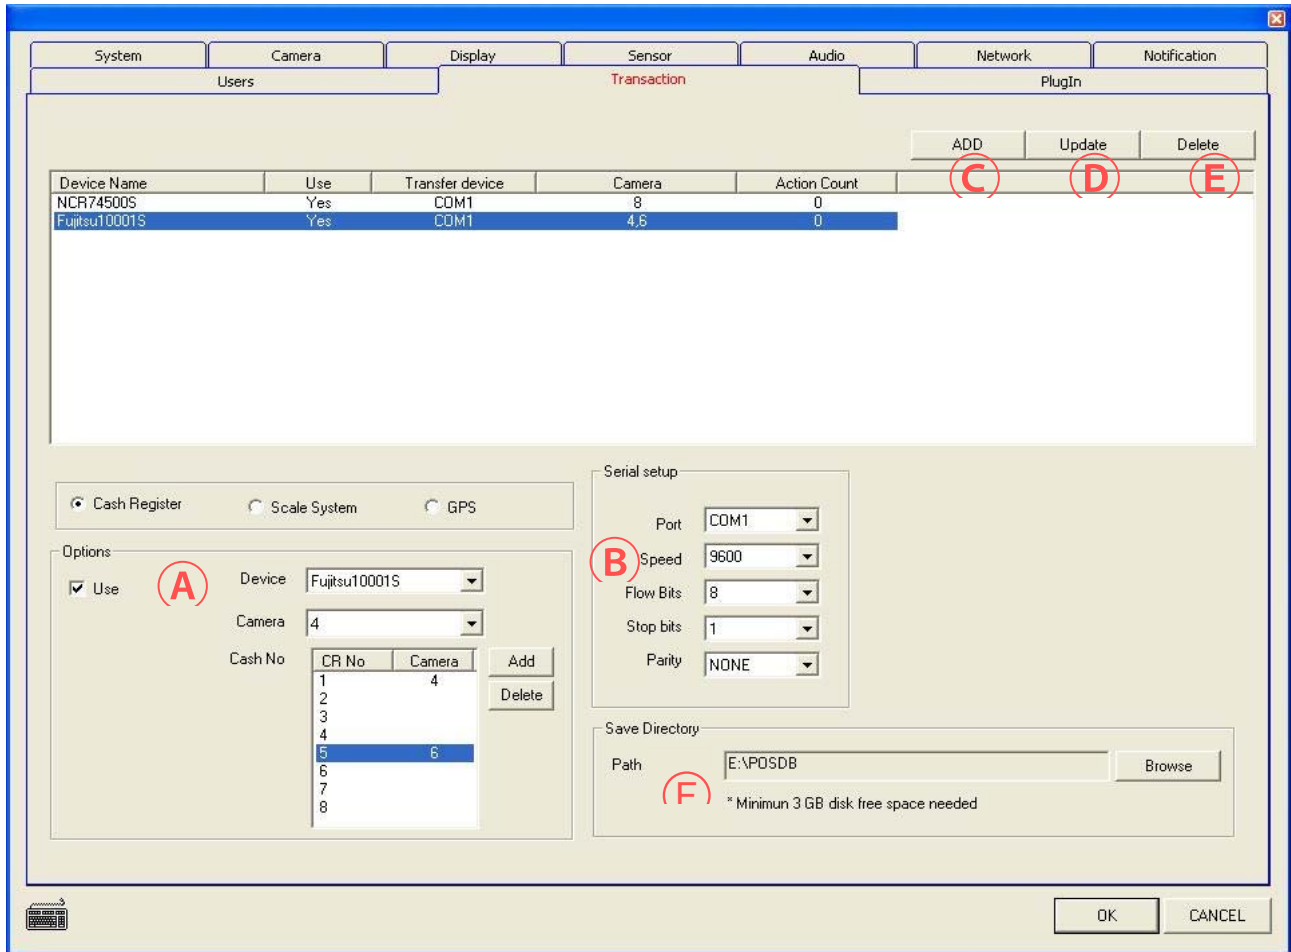 System Camera Display Sensor Audio Network Notification
Users Transaction PlugIn
ADD Update Delete
C D E
Device Name Use Transfer device Camera Action Count
NCR74500S Yes COM1 8 0
Fujitsu10001S Yes COM1 4,6 0
Cash Register Scale System GPS
Serial setup
Port COM1
B Speed 9600
Flow Bits 8
Stop bits 1
Parity NONE
Options
Use A Device Fujitsu10001S
Camera 4
Cash No CR No Camera Add
1 4
2 Delete
3
4
5 6
6
7
8
Save Directory
Path E:\POSDB Browse
F * Minimun 3 GB disk free space needed
OK CANCEL